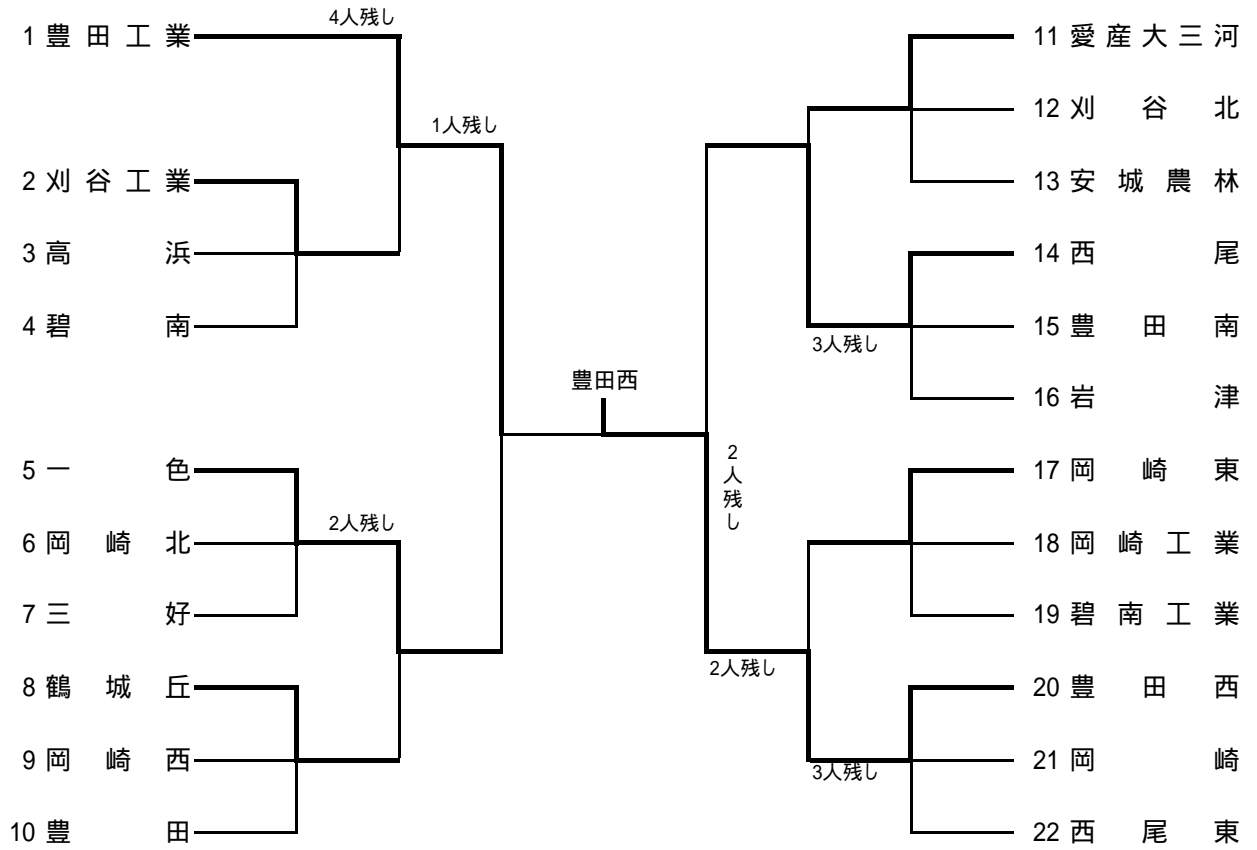 4人残し
1 豊田工業
1人残し
2 刈谷工業
3 高浜
4 碧南
5 一色
2人残し
6 岡崎北
7 三好
8 鶴城丘
9 岡崎西
10 豊田
豊田西
2人残し
11 愛産大三河
12 刈谷北
13 安城農林
14 西尾
15 豊田南
3人残し
16 岩津
17 岡崎東
18 岡崎工業
19 碧南工業
2人残し
20 豊田西
21 岡崎
3人残し
22 西尾東